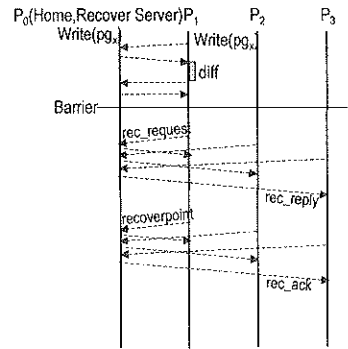 P0(Home,Recover Server) P1 P2 P3
Write(pgx Write(pgx
diff
Barrier
rec_reques
rec_reply
recoverpoint
rec_ack